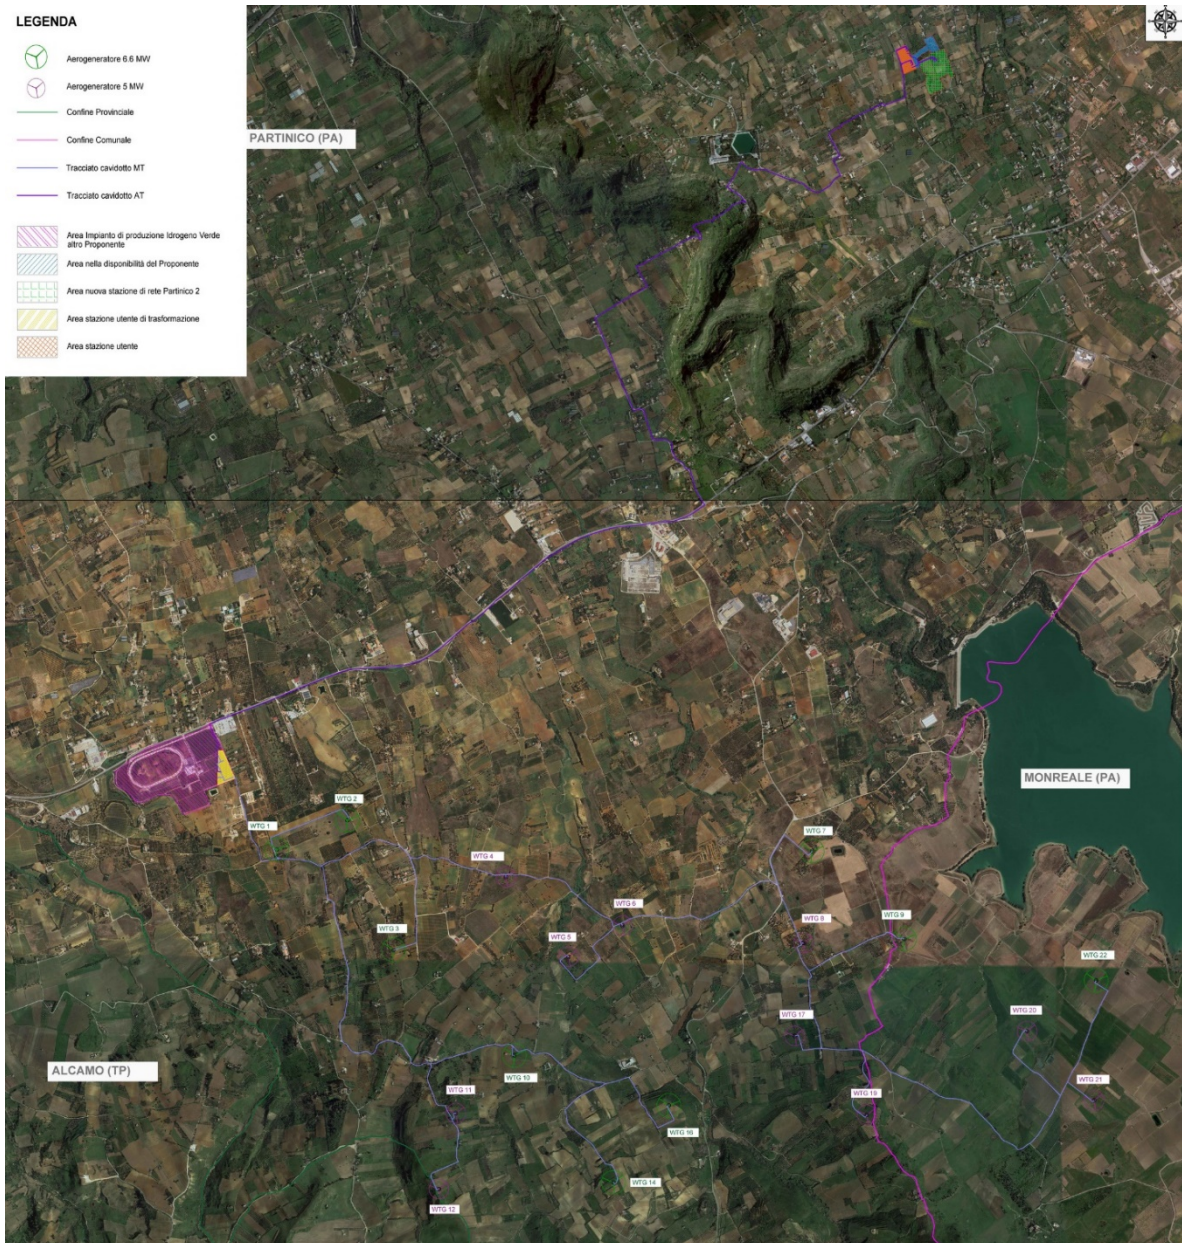 LEGENDA
Aerogeneratore 6.6 MW
Aerogeneratore 5 MW
Confine Provinciale
Confine Comunale
Tracciato cavidotto MT
Tracciato cavidotto AT
Area Impianto di produzione Idrogeno Verde
altro Proponente
Area nella disponibilità del Proponente
Area nuova stazione di rete Partinico 2
Area stazione utente di trasformazione
Area stazione utente
PARTINICO (PA)
MONREALE (PA)
WTG 2
WTG 1
WTG 7
WTG 4
WTG 6
WTG 9
WTG 8
WTG 3
WTG 5
WTG 22
WTG 20
WTG 17
ALCAMO (TP)
WTG 10
WTG 21
WTG 11
WTG 16
WTG 14
WTG 12